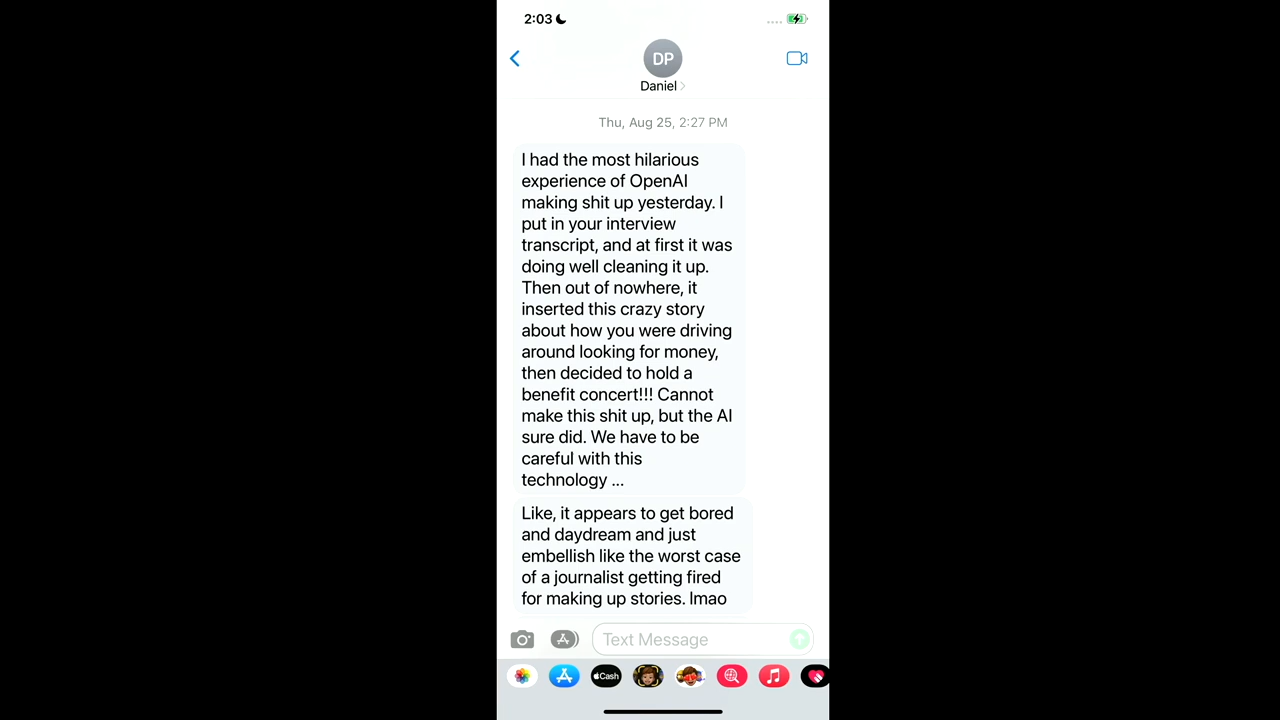 2:03
DP
Daniel
Thu, Aug 25, 2:27 PM
I had the most hilarious
experience of OpenAI
making shit up yesterday. I
put in your interview
transcript, and at first it was
doing well cleaning it up.
Then out of nowhere, it
inserted this crazy story
about how you were driving
around looking for money,
then decided to hold a
benefit concert!!! Cannot
make this shit up, but the AI
sure did. We have to be
careful with this
technology ...
Like, it appears to get bored
and daydream and just
embellish like the worst case
of a journalist getting fired
for making up stories. lmao
Text Message
Cash